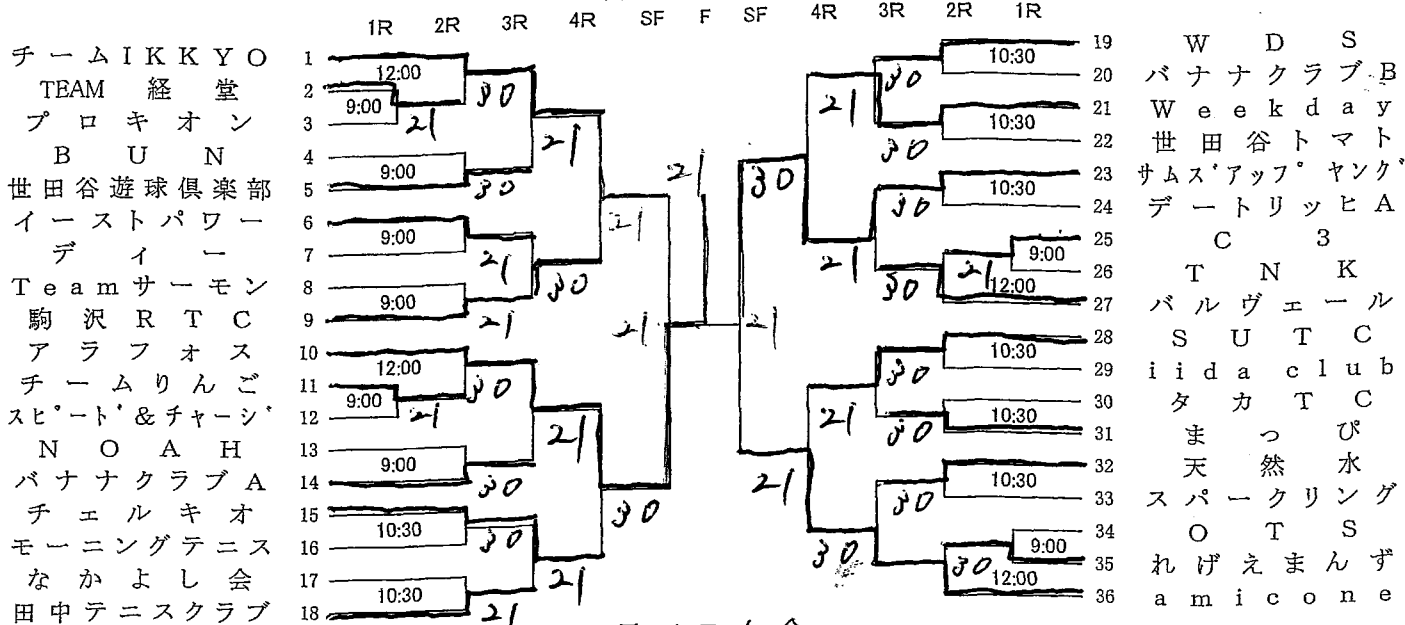 1R 2R 3R 4R SF F SF 4R 3R 2R 1R
チームIKKYO 1
TEAM 経堂 2
プロキオン 3
BUN 4
世田谷遊球倶楽部 5
イーストパワー 6
ディー 7
Teamサーモン 8
駒沢RTC 9
アラフォス 10
チームりんご 11
スピード&チャージ 12
NOAH 13
バナナクラブA 14
チェルキオ 15
モーニングテニス 16
なかよし会 17
田中テニスクラブ 18
12:00
9:00
9:00
9:00
9:00
12:00
9:00
9:00
10:30
10:30
21
30
30
21
21
21
30
21
30
30
21
30
21
21
21
21
30
21
21
21
30
21
21
30
21
21
30
30
30
30
21
30
30
30
30
30
19 WDS
20 バナナクラブB
21 Weekday
22 世田谷トマト
23 サムズアップヤング
24 デートリッヒA
25 C3
26 TNK
27 バルヴェール
28 SUTC
29 iida club
30 タカTC
31 まっぴ
32 天然水
33 スパークリング
34 OTS
35 れげえまんず
36 amicone
10:30
10:30
10:30
9:00
12:00
10:30
10:30
10:30
9:00
12:00